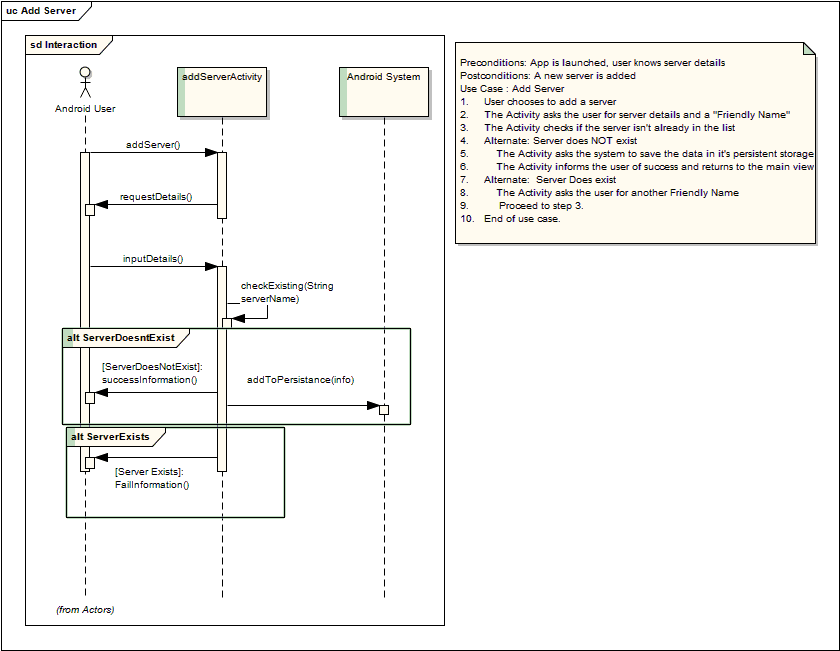 uc Add Server
sd Interaction
Android User
addServerActivity
Android System
addServer()
requestDetails()
inputDetails()
checkExisting(String
serverName)
alt ServerDoesntExist
[ServerDoesNotExist]:
successInformation()
addToPersistance(info)
alt ServerExists
[Server Exists]:
FailInformation()
(from Actors)
Preconditions: App is launched, user knows server details
Postconditions: A new server is added
Use Case : Add Server
1. User chooses to add a server
2. The Activity asks the user for server details and a "Friendly Name"
3. The Activity checks if the server isn't already in the list
4. Alternate: Server does NOT exist
5. The Activity asks the system to save the data in it's persistent storage
6. The Activity informs the user of success and returns to the main view
7. Alternate: Server Does exist
8. The Activity asks the user for another Friendly Name
9. Proceed to step 3.
10. End of use case.